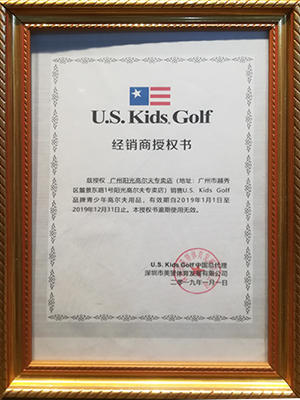 U.S. Kids Golf
经销商授权书
兹授权 广州阳光高尔夫专卖店（地址：广州市越秀
区麓景东路1号阳光高尔夫专卖店）销售U.S. Kids Golf
品牌青少年高尔夫用品，有效期自2019年1月1日至
2019年12月31日止。本授权书逾期使用无效。
U.S. Kids Golf 中国总代理
深圳市美赞体育发展有限公司
二零一九年一月一日